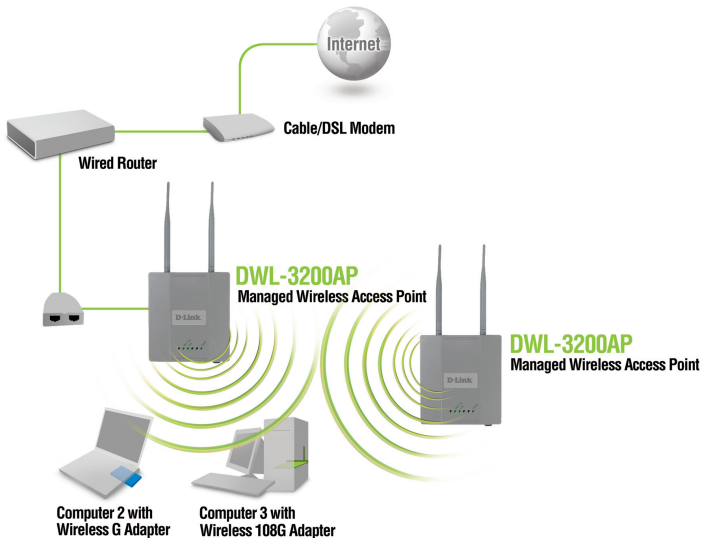 Internet
Cable/DSL Modem
Wired Router
DWL-3200AP
Managed Wireless Access Point
D-Link
DWL-3200AP
Managed Wireless Access Point
D-Link
Computer 2 with
Wireless G Adapter
Computer 3 with
Wireless 108G Adapter